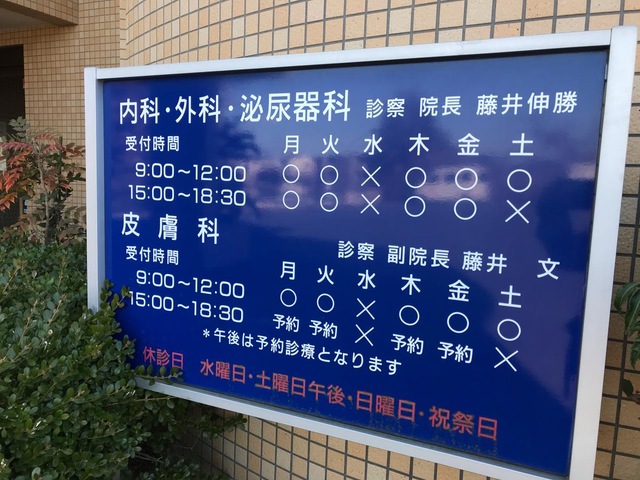 内科・外科・泌尿器科 診察 院長 藤井伸勝
受付時間 月 火 水 木 金 土
9:00～12:00 ○ ○ × ○ ○ ○
15:00～18:30 ○ ○ × ○ ○ ×
皮膚科 診察 副院長 藤井 文
受付時間 月 火 水 木 金 土
9:00～12:00 ○ ○ × ○ ○ ○
15:00～18:30 予約 予約 × 予約 予約 ×
＊午後は予約診療となります
休診日 水曜日・土曜日午後・日曜日・祝祭日